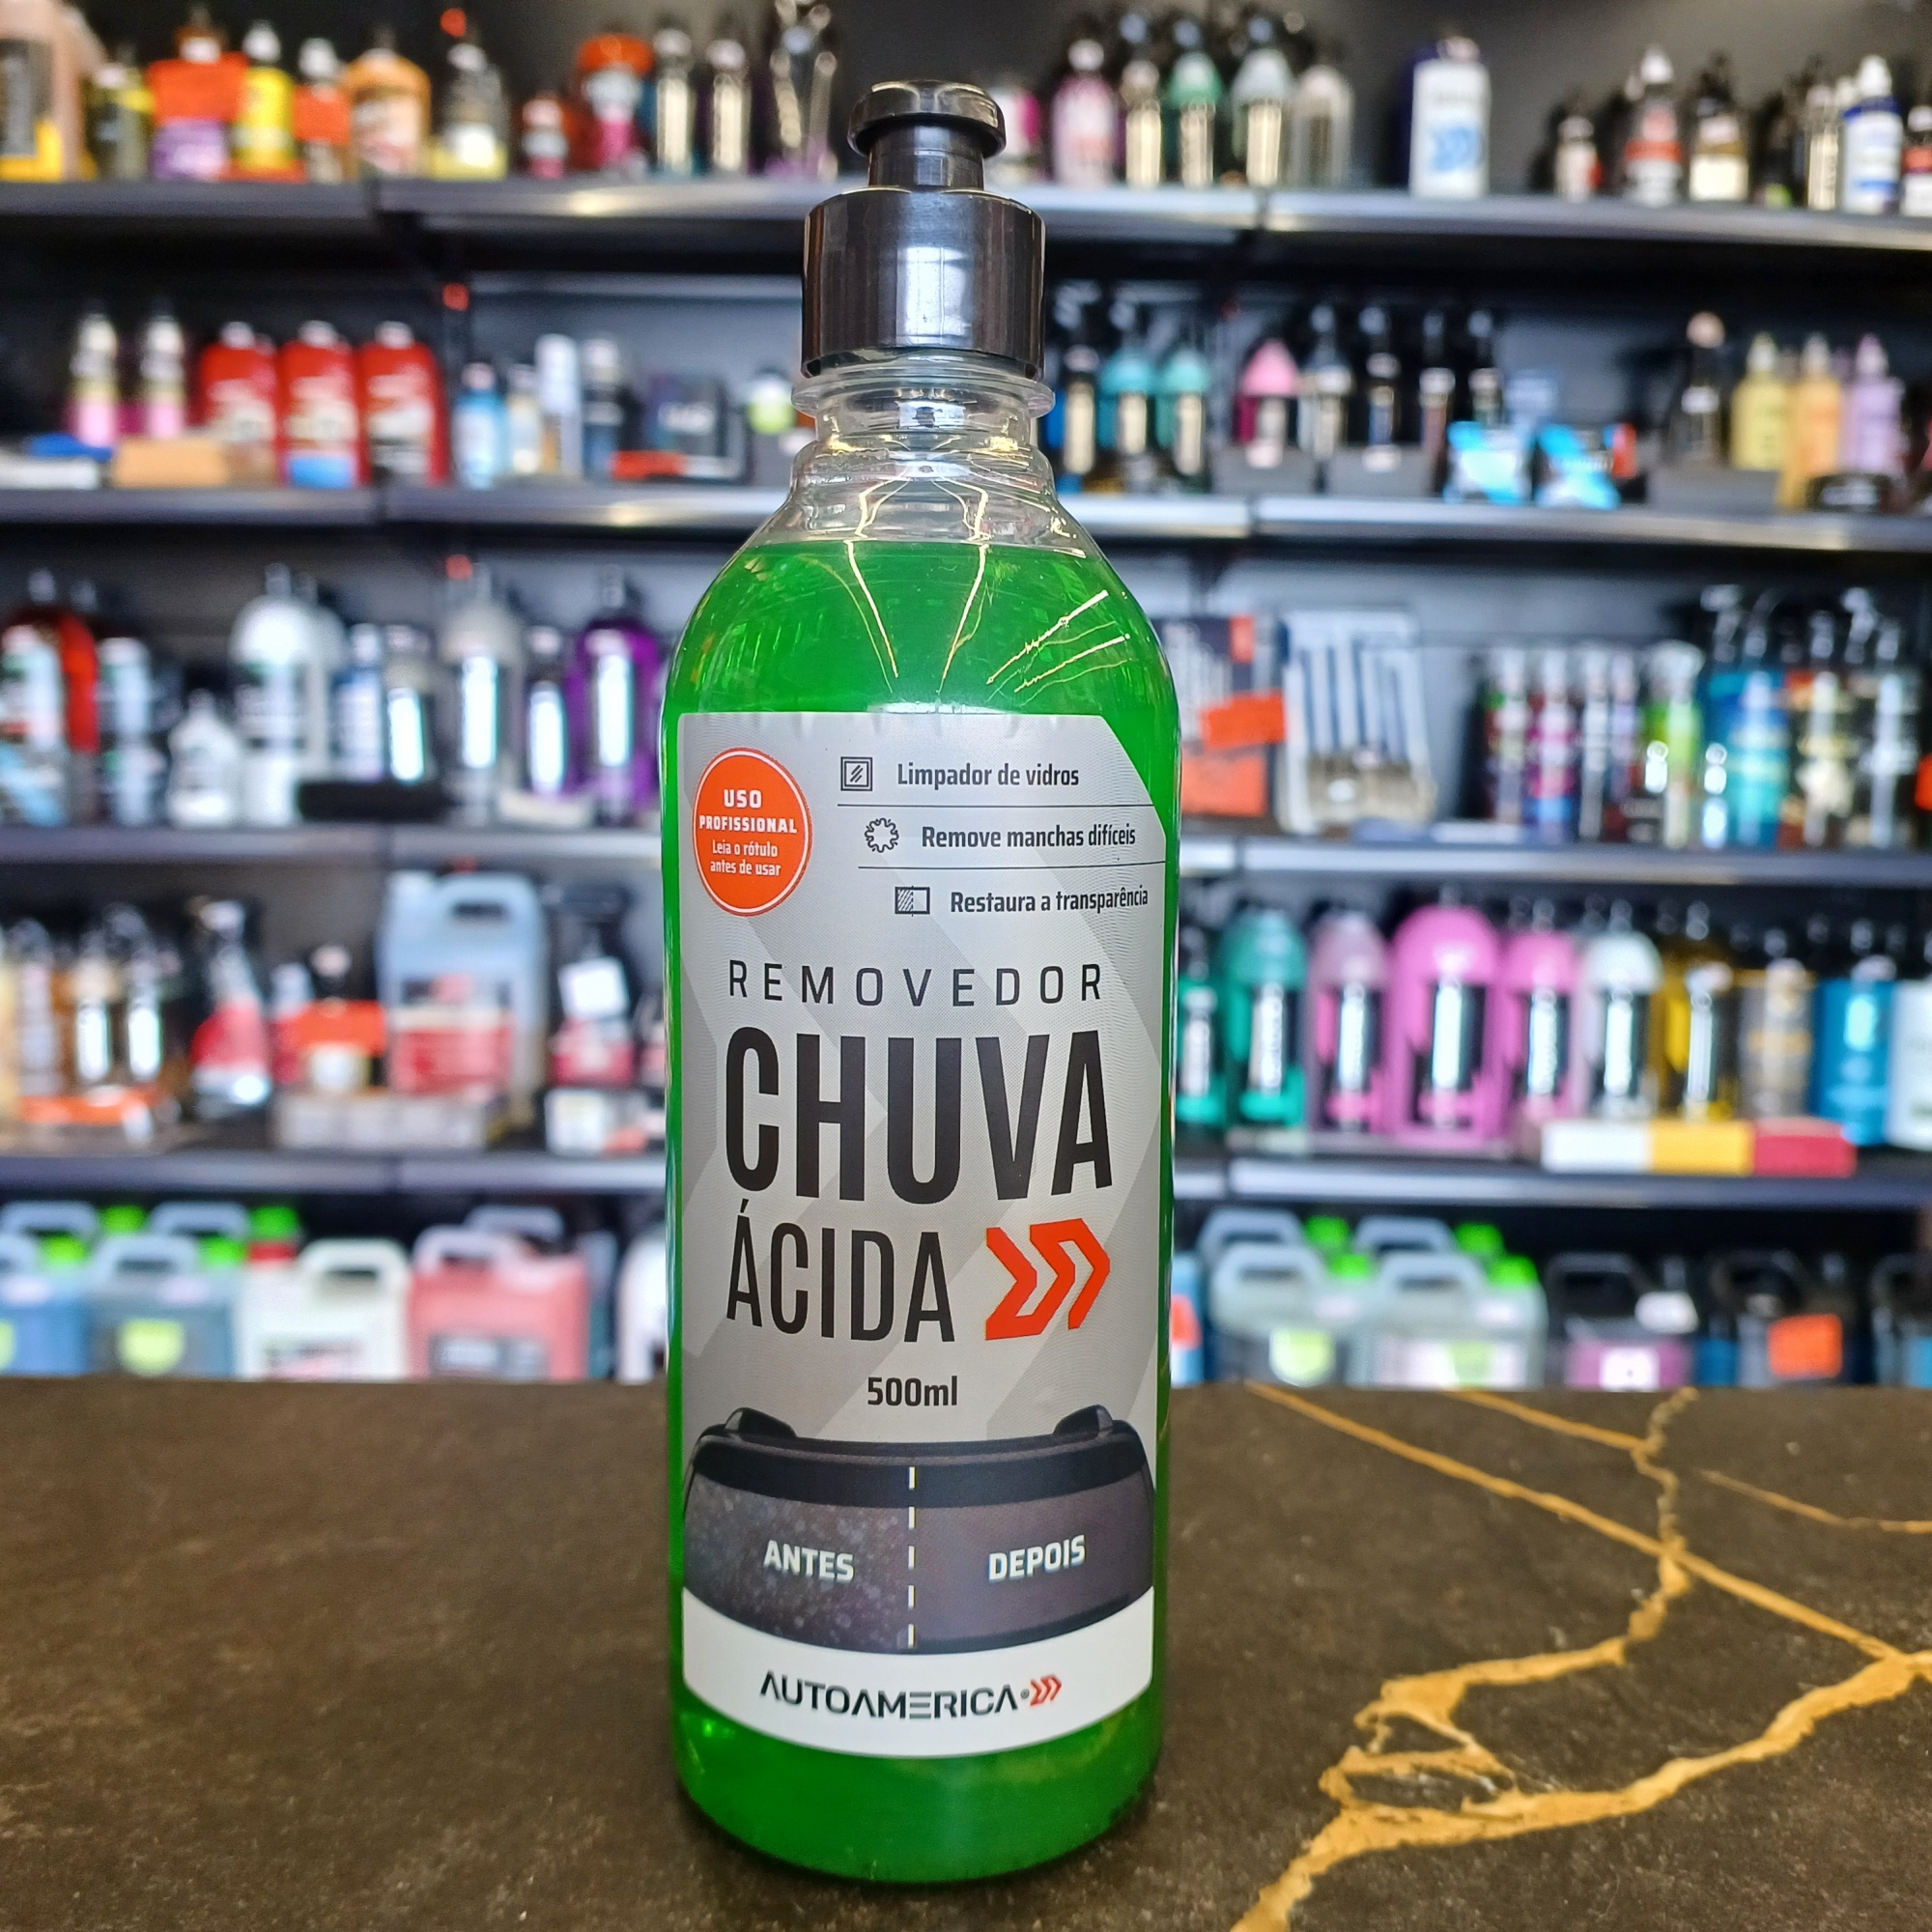 USO
PROFISSIONAL
Leia o rótulo
antes de usar
Limpador de vidros
Remove manchas difíceis
Restaura a transparência
REMOVEDOR
CHUVA
ÁCIDA
500ml
ANTES
DEPOIS
AUTOAMERICA®